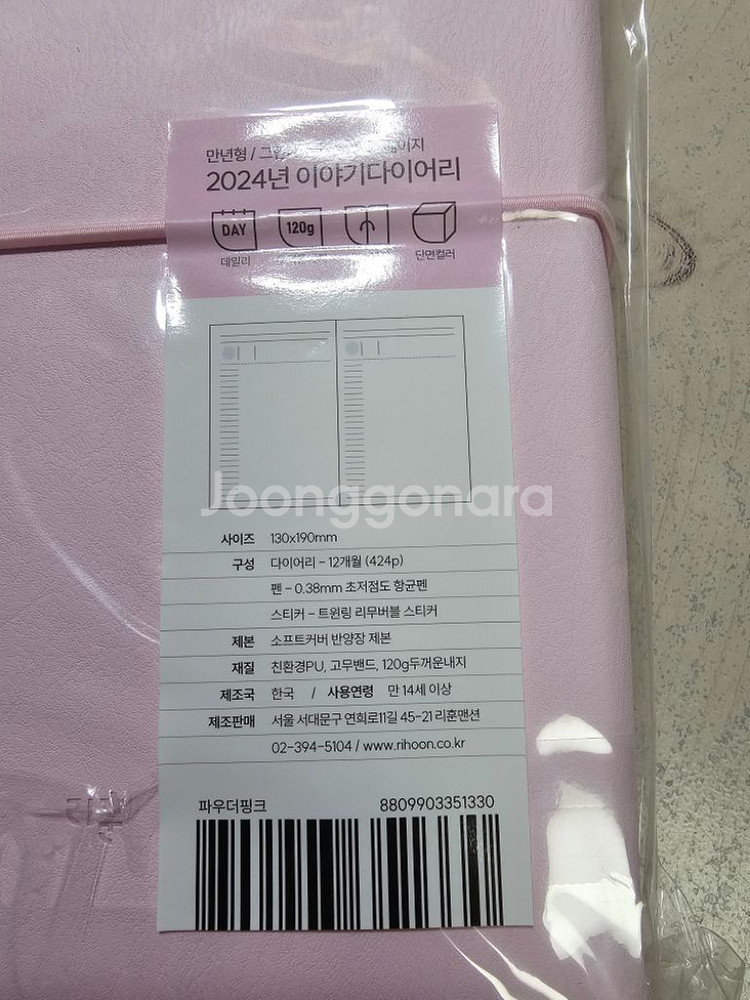 만년형 /
2024년 이야기다이어리
DAY 120g
데일리 단면컬러
Joonggonara
사이즈 130x190mm
구성 다이어리 - 12개월 (424p)
펜 - 0.38mm 초저점도 항균펜
스티커 - 트윈링 리무버블 스티커
제본 소프트커버 반양장 제본
재질 친환경PU, 고무밴드, 120g두꺼운내지
제조국 한국 / 사용연령 만 14세 이상
제조판매 서울 서대문구 연희로11길 45-21 리훈맨션
02-394-5104 / www.rihoon.co.kr
파우더핑크 8809903351330